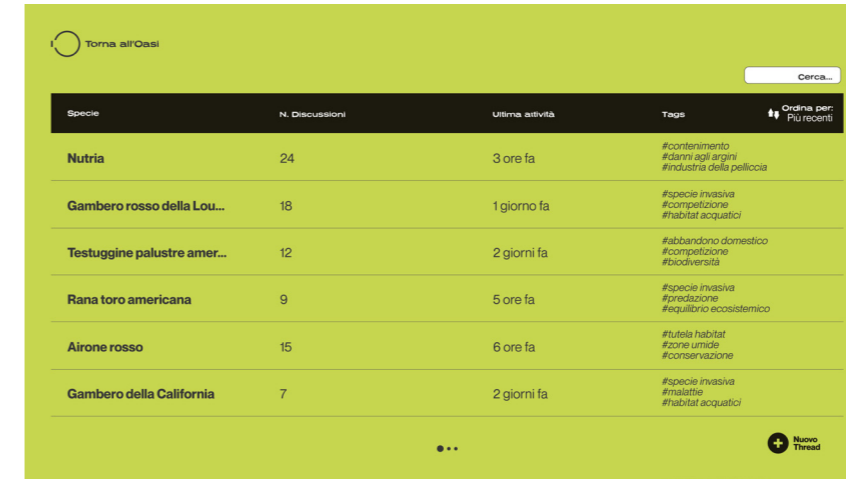 Torna all'Oasi
Cerca...
Specie N. Discussioni Ultima attività Tags Ordina per:
Più recenti
Nutria 24 3 ore fa #contenimento
#danni agli argini
#industria della pelliccia
Gambero rosso della Lou... 18 1 giorno fa #specie invasiva
#competizione
#habitat acquatici
Testuggine palustre amer... 12 2 giorni fa #abbandono domestico
#competizione
#biodiversità
Rana toro americana 9 5 ore fa #specie invasiva
#predazione
#equilibrio ecosistemico
Airone rosso 15 6 ore fa #tutela habitat
#zone umide
#conservazione
Gambero della California 7 2 giorni fa #specie invasiva
#malattie
#habitat acquatici
Nuovo
Thread